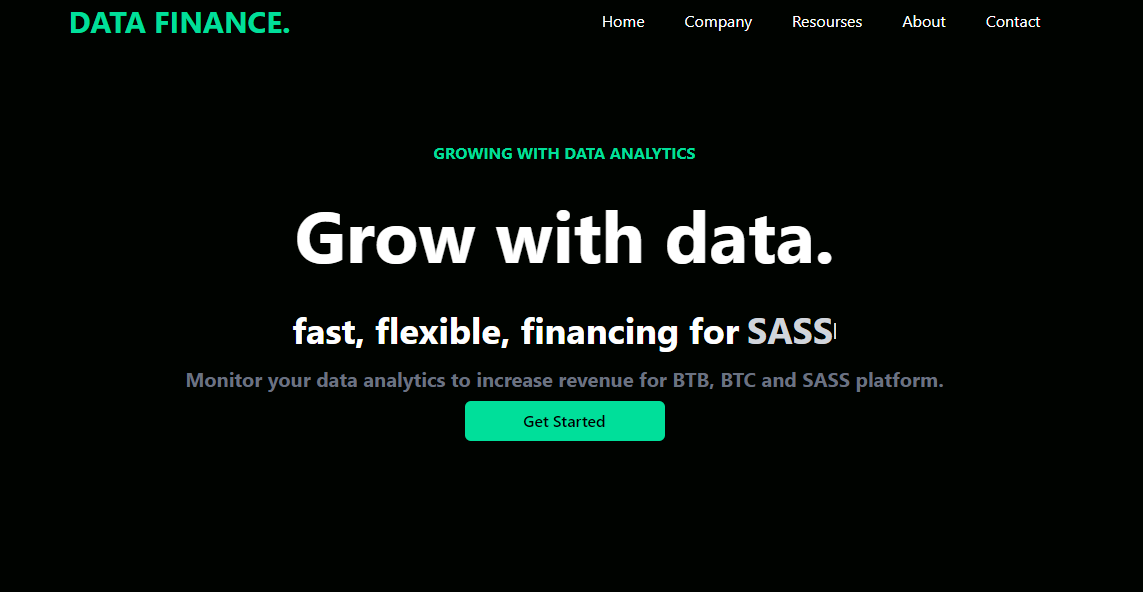 DATA FINANCE. Home Company Resourses About Contact
GROWING WITH DATA ANALYTICS
Grow with data.
fast, flexible, financing for SASS
Monitor your data analytics to increase revenue for BTB, BTC and SASS platform.
Get Started